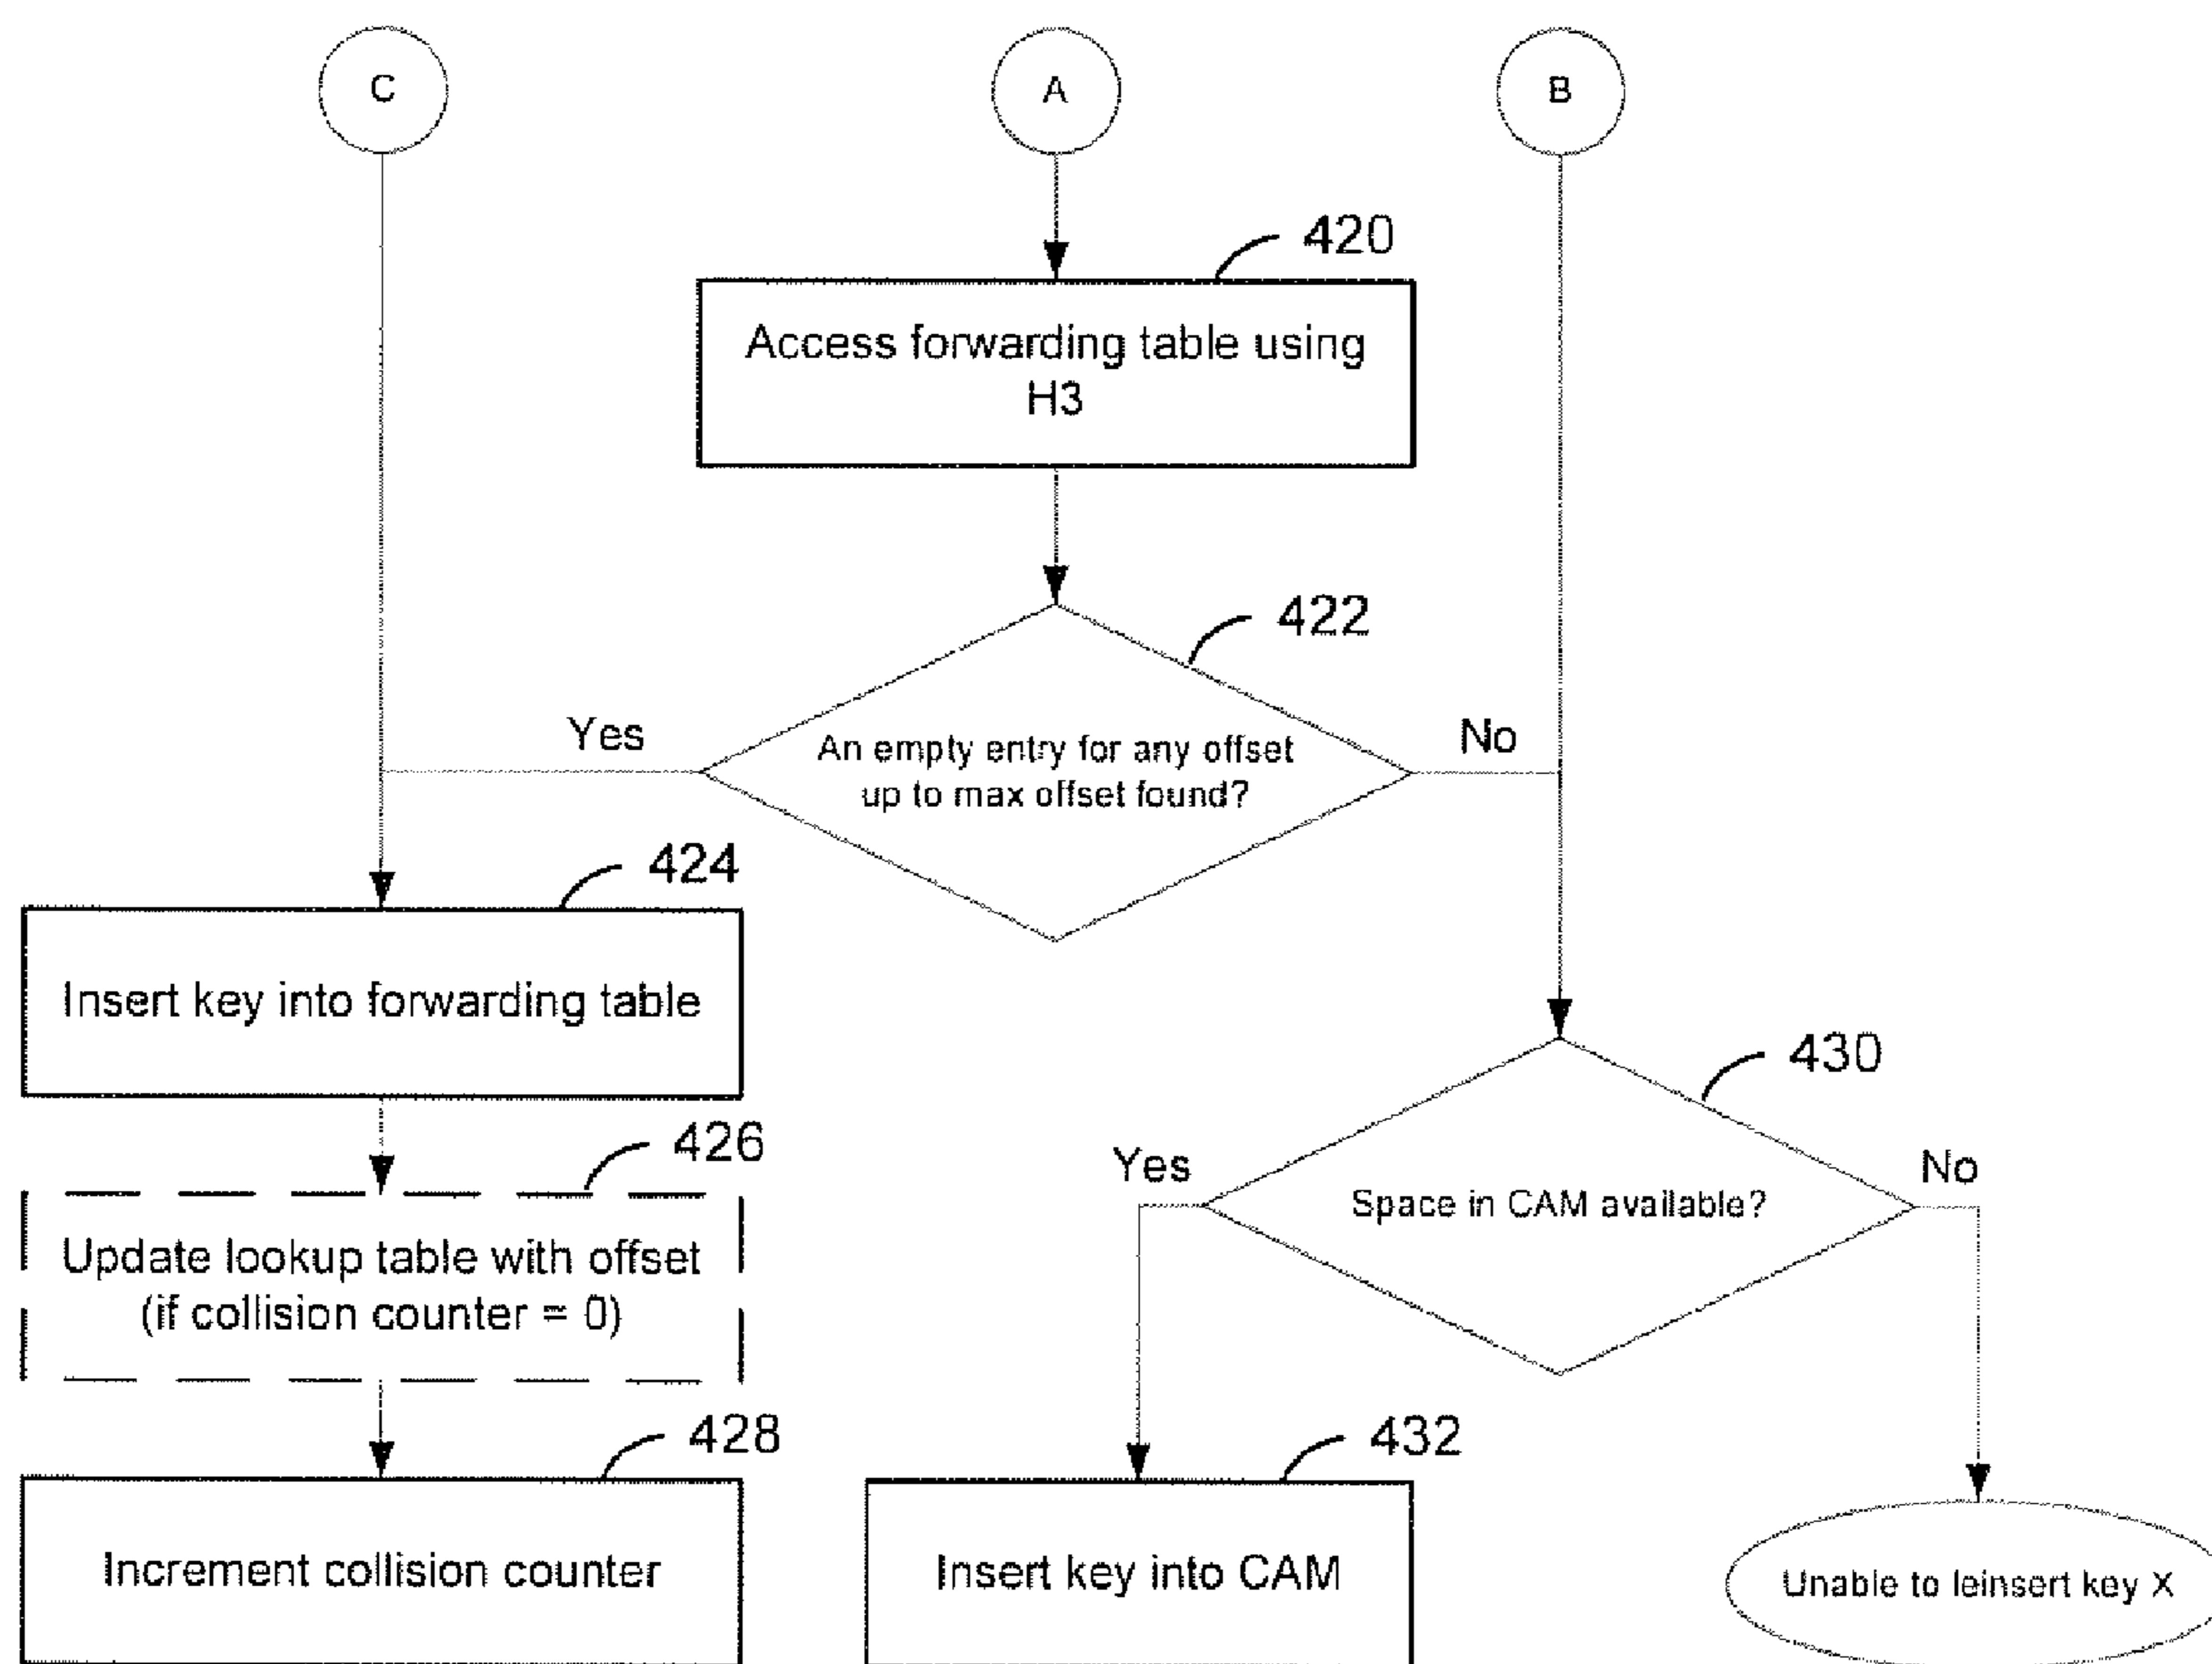 C
A
B
420
Access forwarding table using
H3
422
Yes
An empty entry for any offset
up to max offset found?
No
424
Insert key into forwarding table
430
426
Yes
Space in CAM available?
No
Update lookup table with offset
(if collision counter = 0)
428
432
Increment collision counter
Insert key into CAM
Unable to leinsert key X